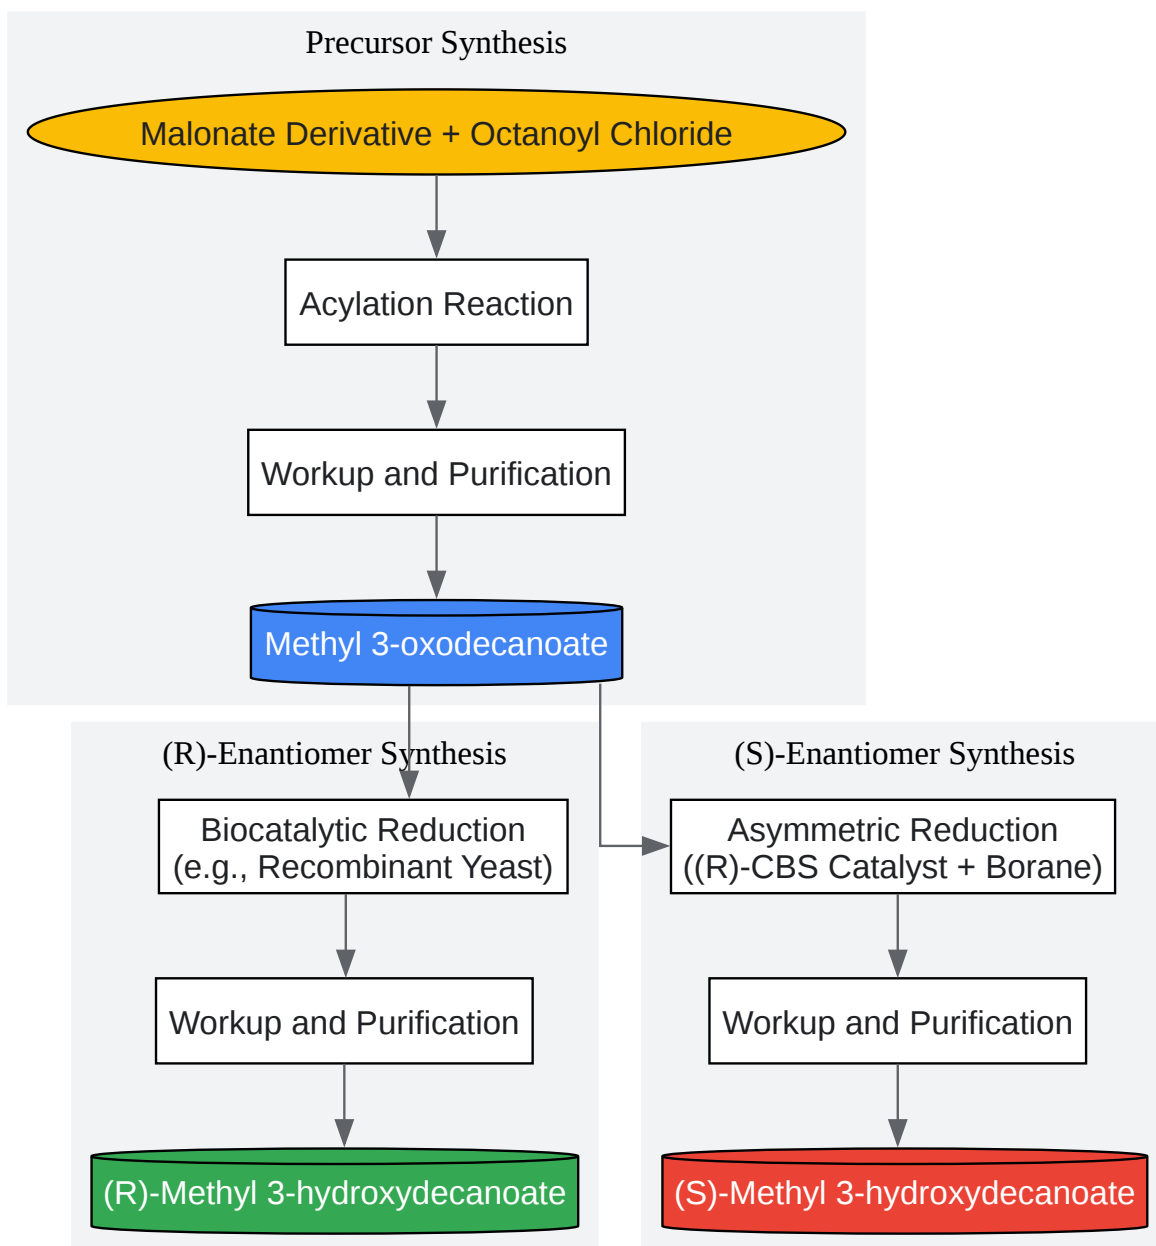 Precursor Synthesis
Malonate Derivative + Octanoyl Chloride
Acylation Reaction
Workup and Purification
Methyl 3-oxodecanoate
(R)-Enantiomer Synthesis
Biocatalytic Reduction
(e.g., Recombinant Yeast)
Workup and Purification
(R)-Methyl 3-hydroxydecanoate
(S)-Enantiomer Synthesis
Asymmetric Reduction
((R)-CBS Catalyst + Borane)
Workup and Purification
(S)-Methyl 3-hydroxydecanoate